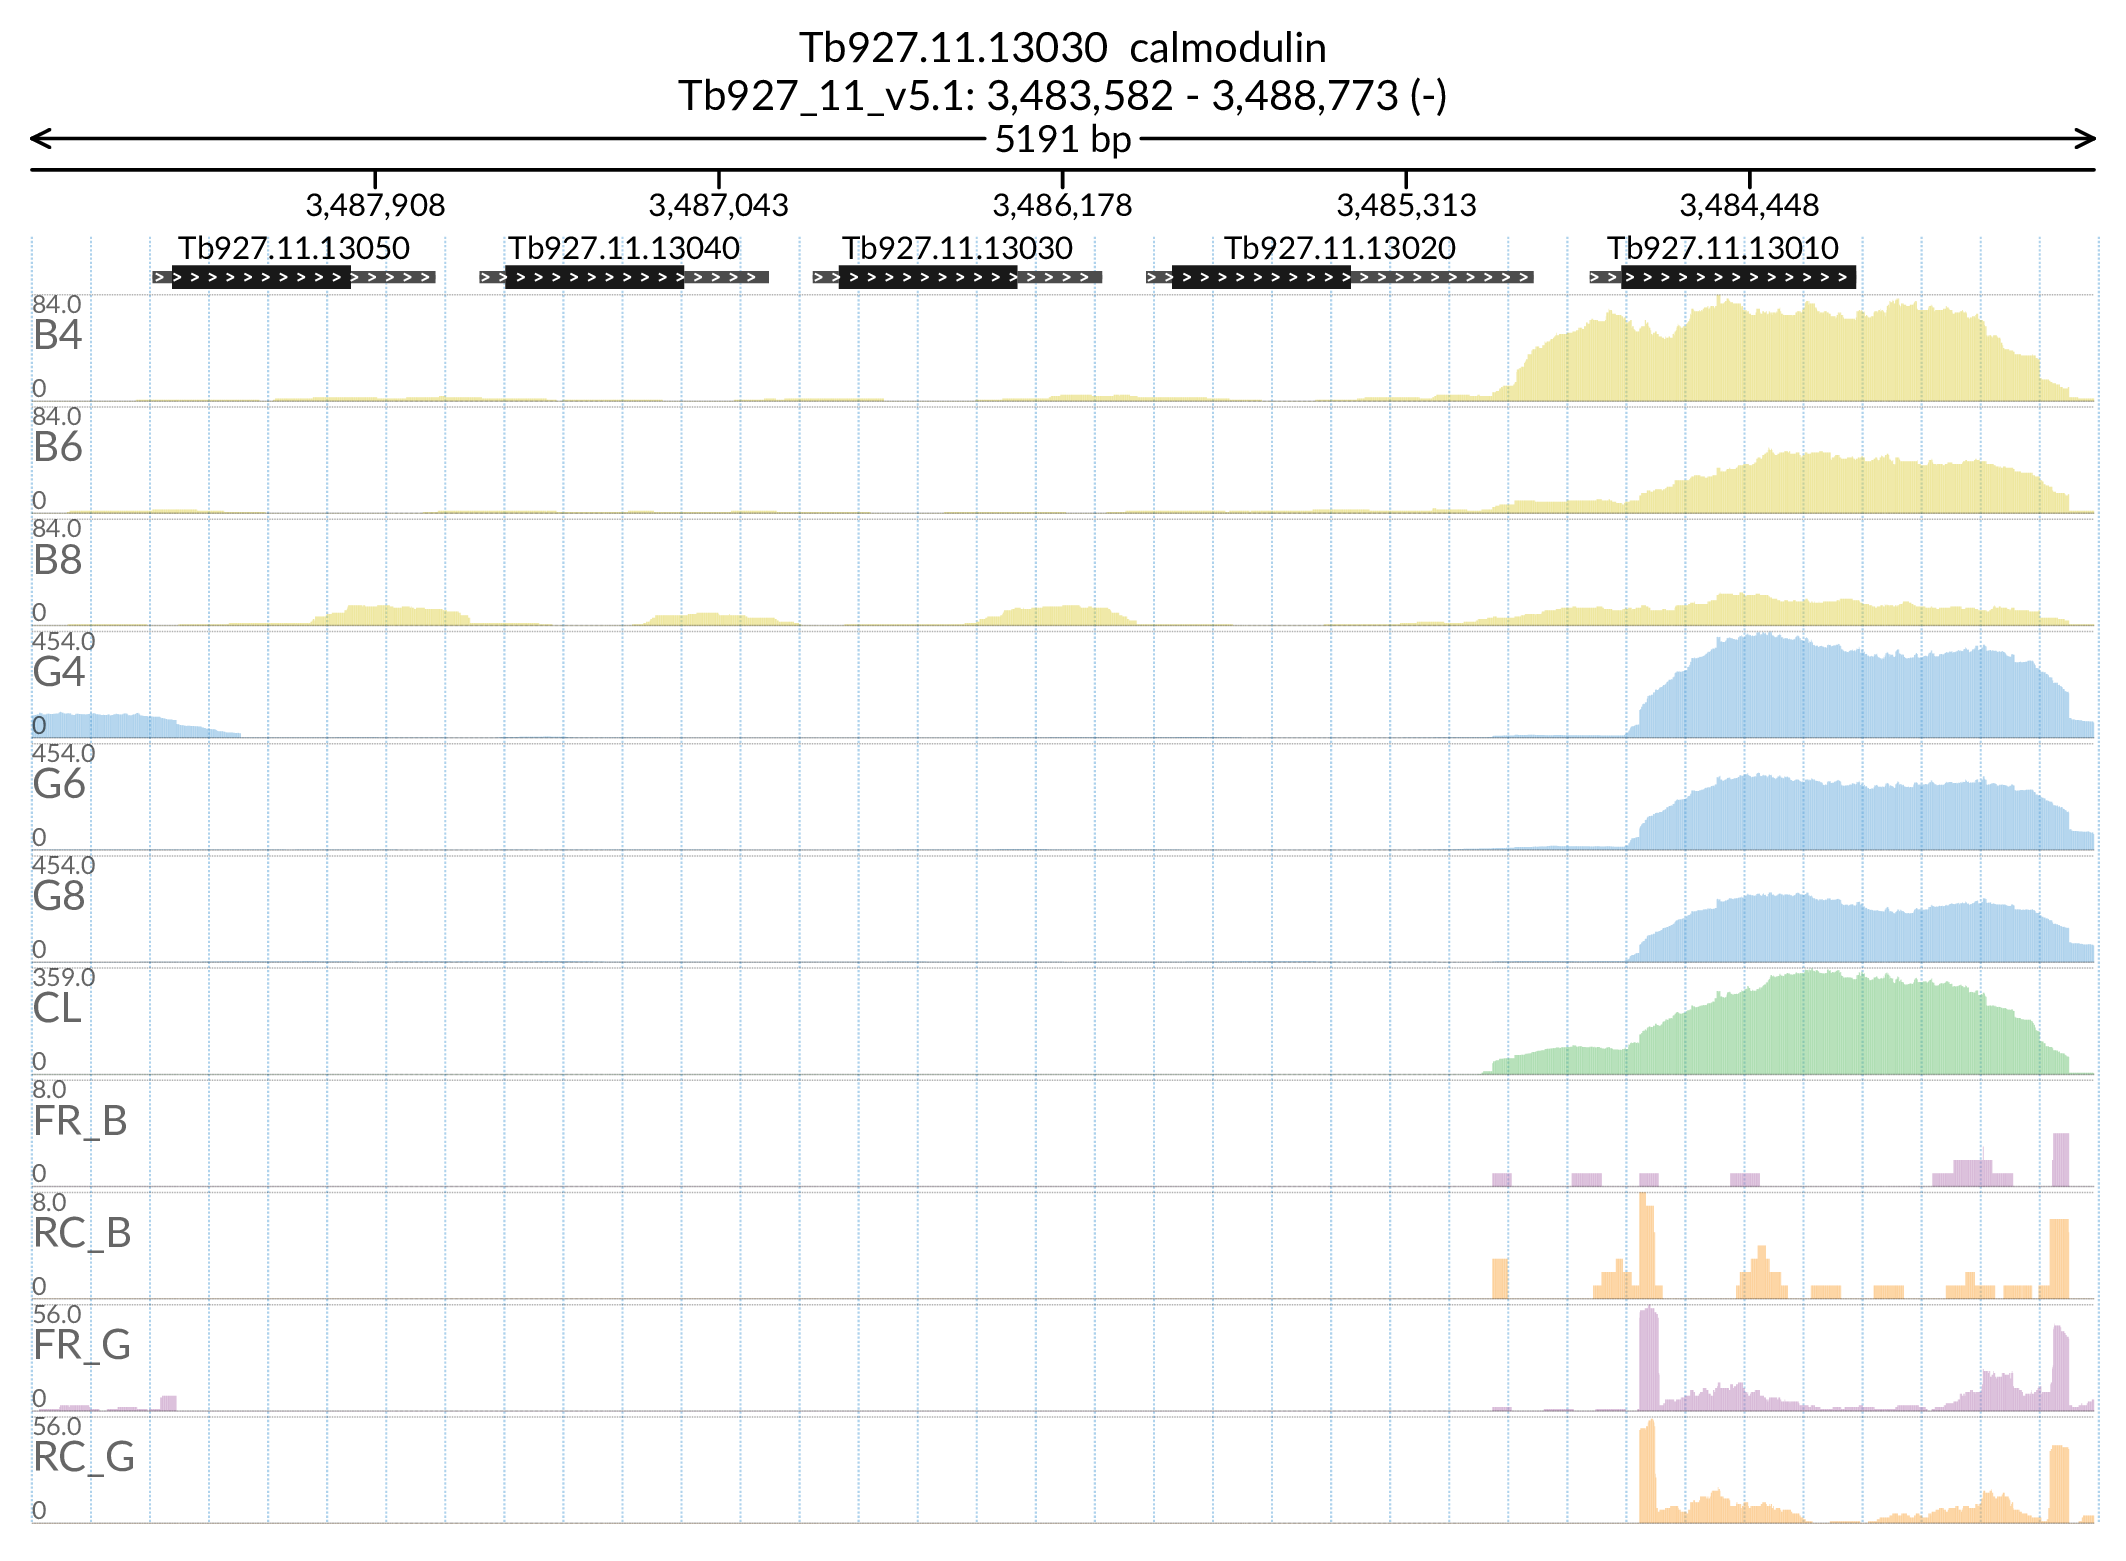 Tb927.11.13030 calmodulin
Tb927_11_v5.1: 3,483,582 - 3,488,773 (-)
5191 bp
3,487,908 3,487,043 3,486,178 3,485,313 3,484,448
Tb927.11.13050 Tb927.11.13040 Tb927.11.13030 Tb927.11.13020 Tb927.11.13010
84.0
B4
0
84.0
B6
0
84.0
B8
0
454.0
G4
0
454.0
G6
0
454.0
G8
0
359.0
CL
0
8.0
FR_B
0
8.0
RC_B
0
56.0
FR_G
0
56.0
RC_G
0